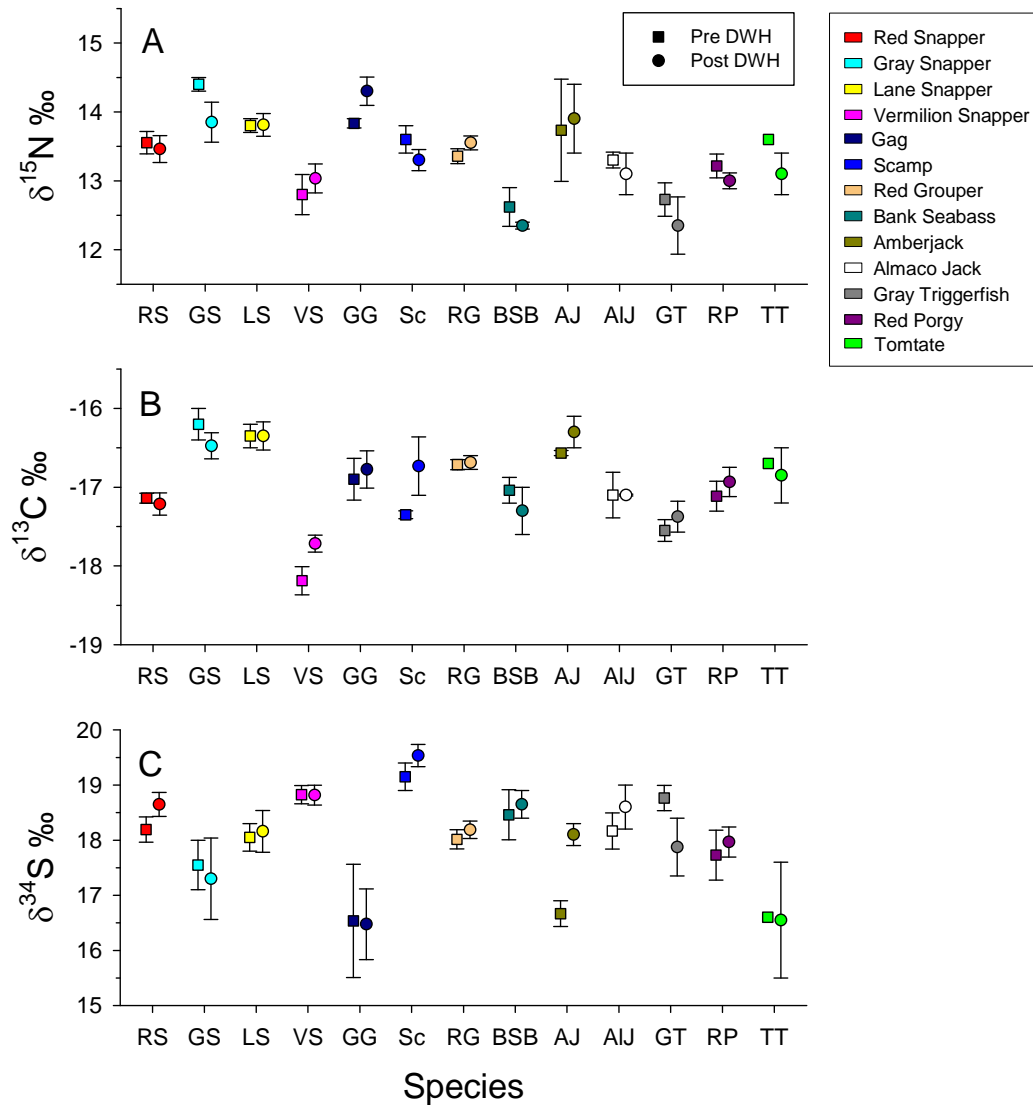 A
Pre DWH
Post DWH
δ15N ‰
15
14
13
12
RS GS LS VS GG Sc RG BSB AJ AlJ GT RP TT
Red Snapper
Gray Snapper
Lane Snapper
Vermilion Snapper
Gag
Scamp
Red Grouper
Bank Seabass
Amberjack
Almaco Jack
Gray Triggerfish
Red Porgy
Tomtate
B
δ13C ‰
-16
-17
-18
-19
RS GS LS VS GG Sc RG BSB AJ AlJ GT RP TT
C
δ34S ‰
20
19
18
17
16
15
RS GS LS VS GG Sc RG BSB AJ AlJ GT RP TT
Species